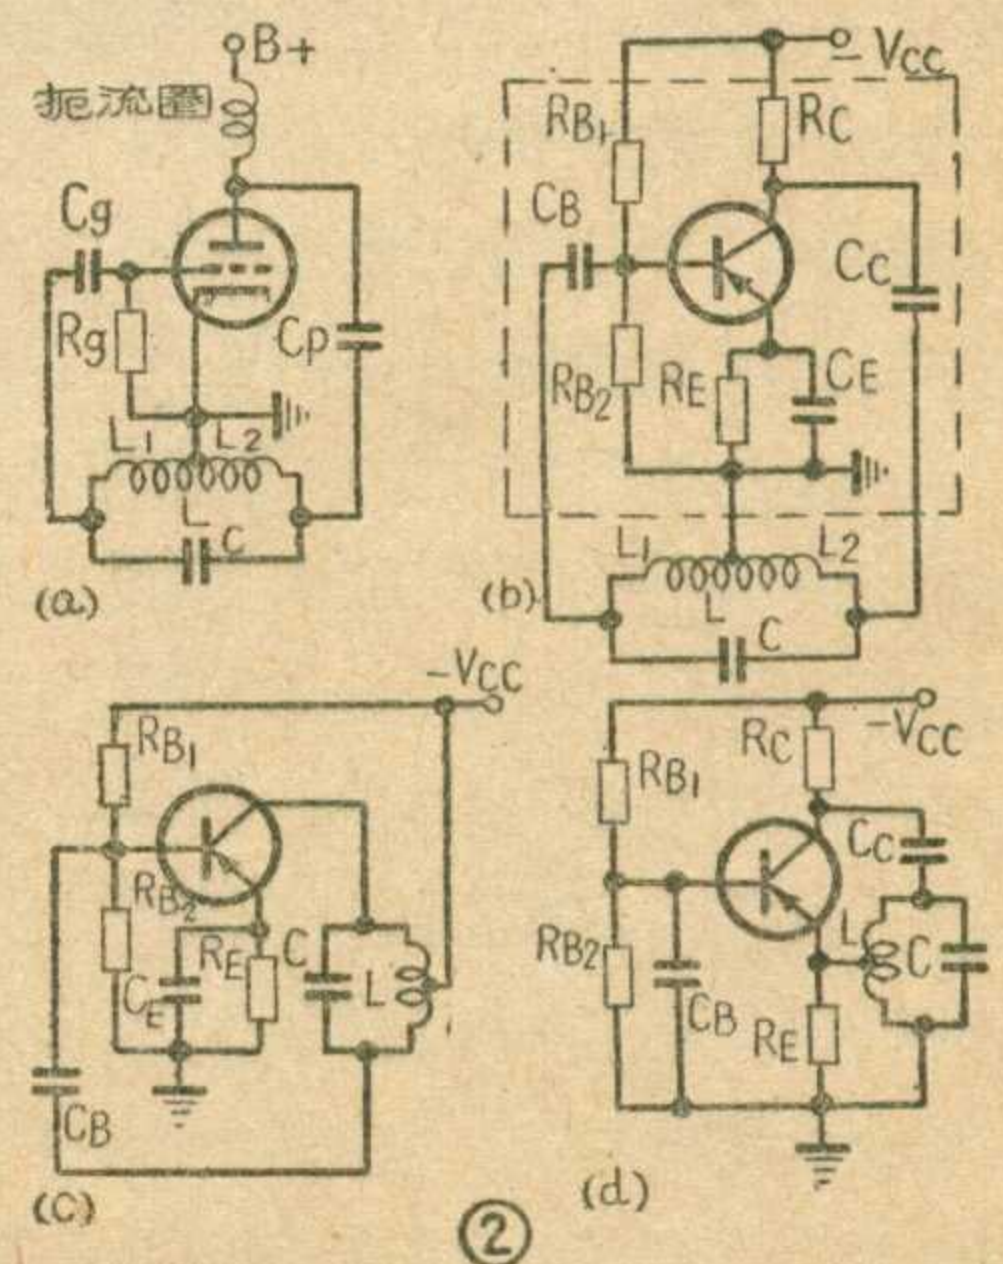 B+
扼流圈
Cg
Rg
Cp
L1 L2
L
C
(a)
- Vcc
RB1
RC
CB
CC
RB2
RE
CE
L1 L2
L
C
(b)
-Vcc
RB1
RB2
RE
CE
C
L
CB
(c)
-Vcc
RC
RB1
CC
RB2
L
C
CB
RE
(d)
②